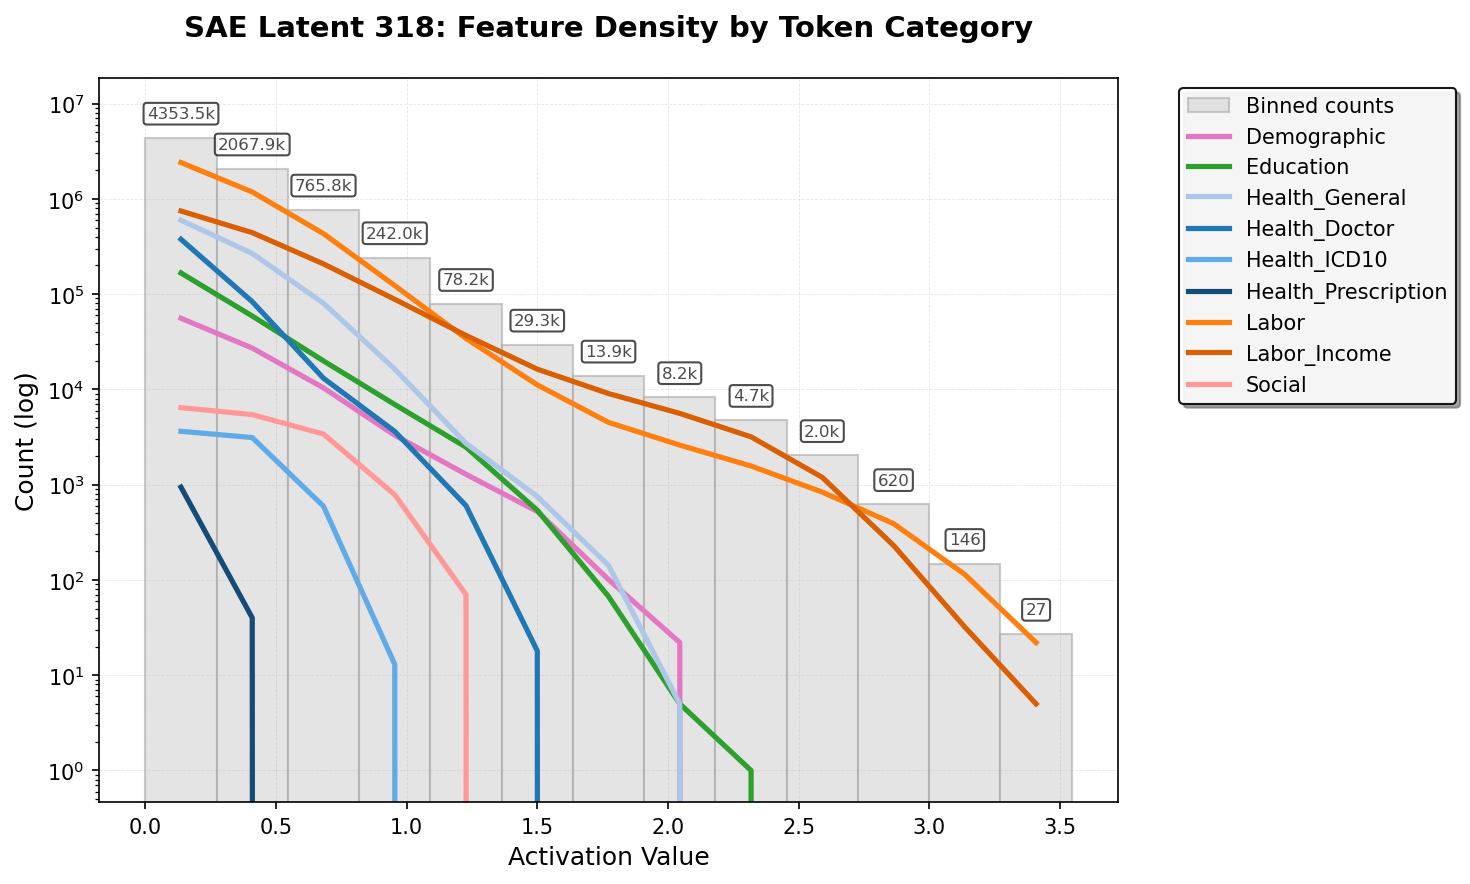 SAE Latent 318: Feature Density by Token Category
Count (log)
10⁷
10⁶
10⁵
10⁴
10³
10²
10¹
10⁰
4353.5k
2067.9k
765.8k
242.0k
78.2k
29.3k
13.9k
8.2k
4.7k
2.0k
620
146
27
0.0 0.5 1.0 1.5 2.0 2.5 3.0 3.5
Activation Value
Binned counts
Demographic
Education
Health_General
Health_Doctor
Health_ICD10
Health_Prescription
Labor
Labor_Income
Social